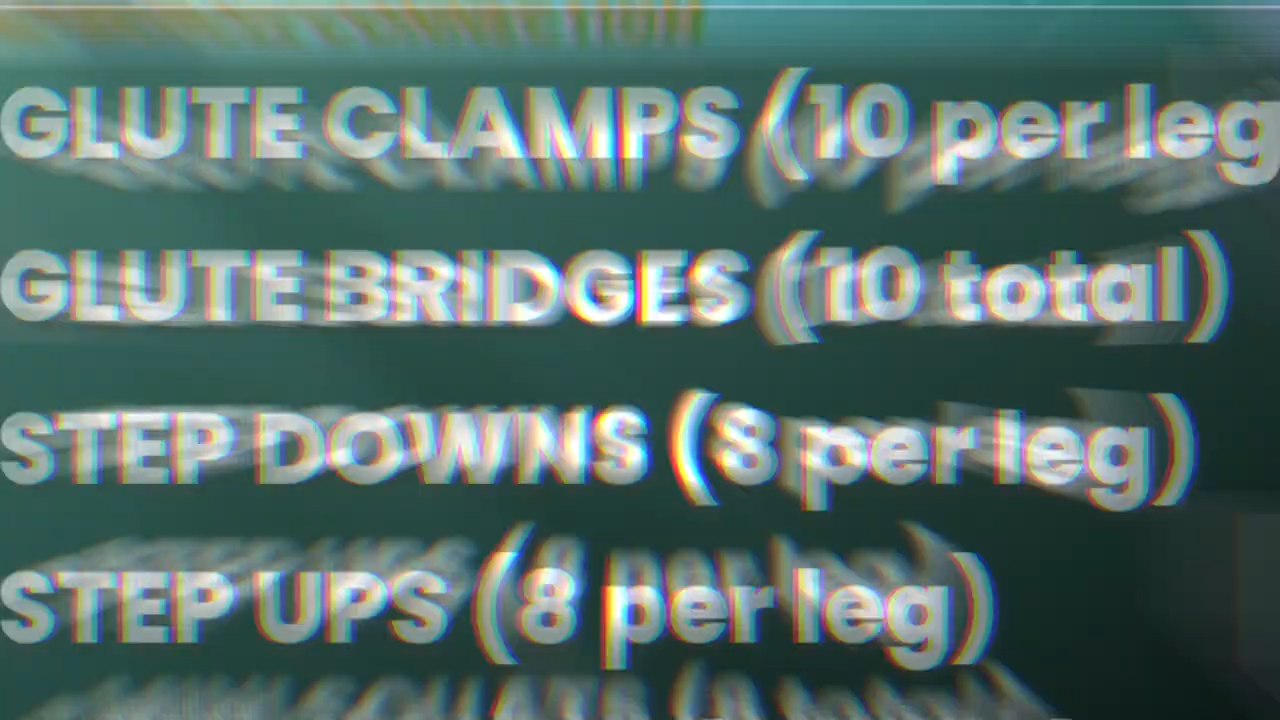 GLUTE CLAMPS (10 per leg
GLUTE BRIDGES (10 total)
STEP DOWNS (8 per leg)
STEP UPS (8 per leg)